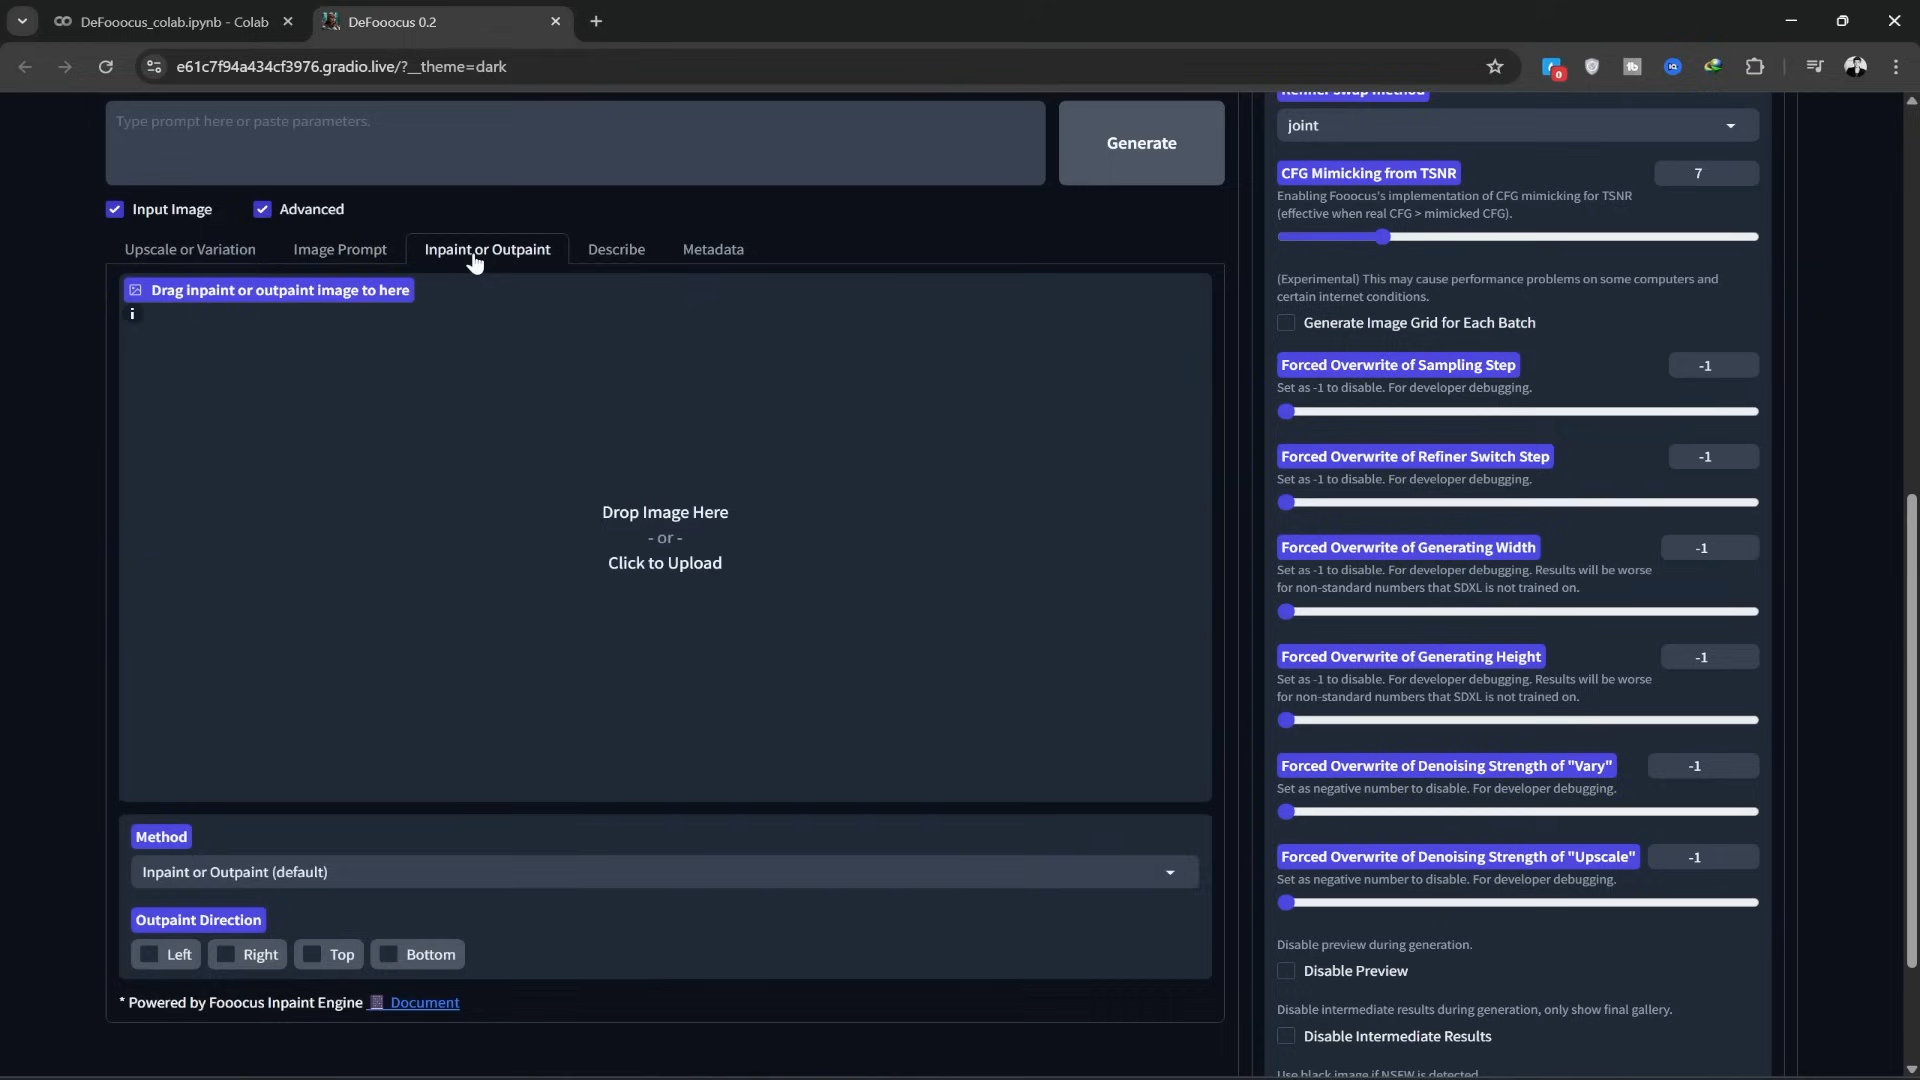 DeFooocus_colab.ipynb - Colab
DeFooocus 0.2
e61c7f94a434cf3976.gradio.live/?__theme=dark
0
Type prompt here or paste parameters.
Generate
Input Image
Advanced
Upscale or Variation
Image Prompt
Inpaint or Outpaint
Describe
Metadata
Drag inpaint or outpaint image to here
i
Drop Image Here
- or -
Click to Upload
Method
Inpaint or Outpaint (default)
Outpaint Direction
Left
Right
Top
Bottom
* Powered by Fooocus Inpaint Engine 📔 Document
Refiner swap method
joint
CFG Mimicking from TSNR
7
Enabling Fooocus's implementation of CFG mimicking for TSNR
(effective when real CFG > mimicked CFG).
(Experimental) This may cause performance problems on some computers and
certain internet conditions.
Generate Image Grid for Each Batch
Forced Overwrite of Sampling Step
-1
Set as -1 to disable. For developer debugging.
Forced Overwrite of Refiner Switch Step
-1
Set as -1 to disable. For developer debugging.
Forced Overwrite of Generating Width
-1
Set as -1 to disable. For developer debugging. Results will be worse
for non-standard numbers that SDXL is not trained on.
Forced Overwrite of Generating Height
-1
Set as -1 to disable. For developer debugging. Results will be worse
for non-standard numbers that SDXL is not trained on.
Forced Overwrite of Denoising Strength of "Vary"
-1
Set as negative number to disable. For developer debugging.
Forced Overwrite of Denoising Strength of "Upscale"
-1
Set as negative number to disable. For developer debugging.
Disable preview during generation.
Disable Preview
Disable intermediate results during generation, only show final gallery.
Disable Intermediate Results
Use black image if NSFW is detected.